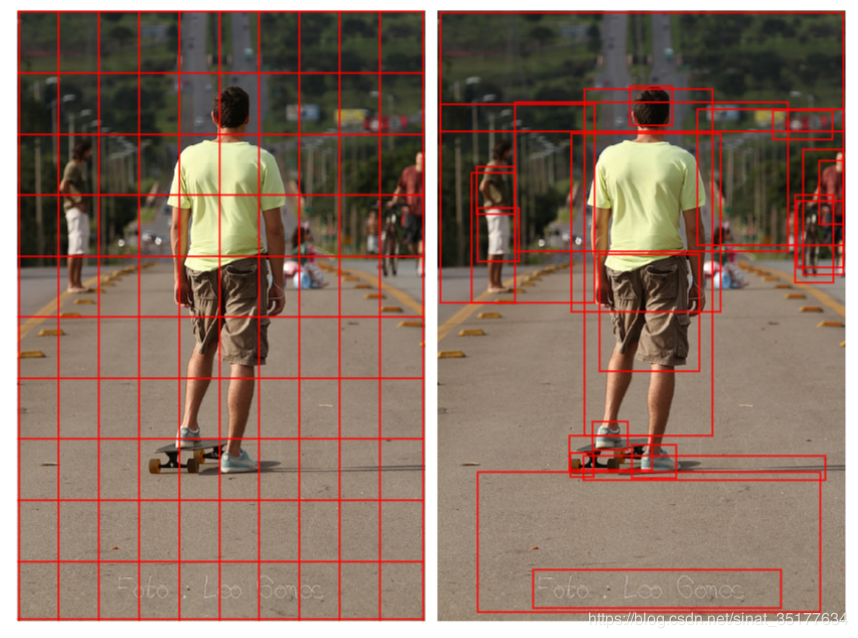 Foto : Leo Gomes
Foto : Leo Gomes
https://blog.csdn.net/sinat_35177634